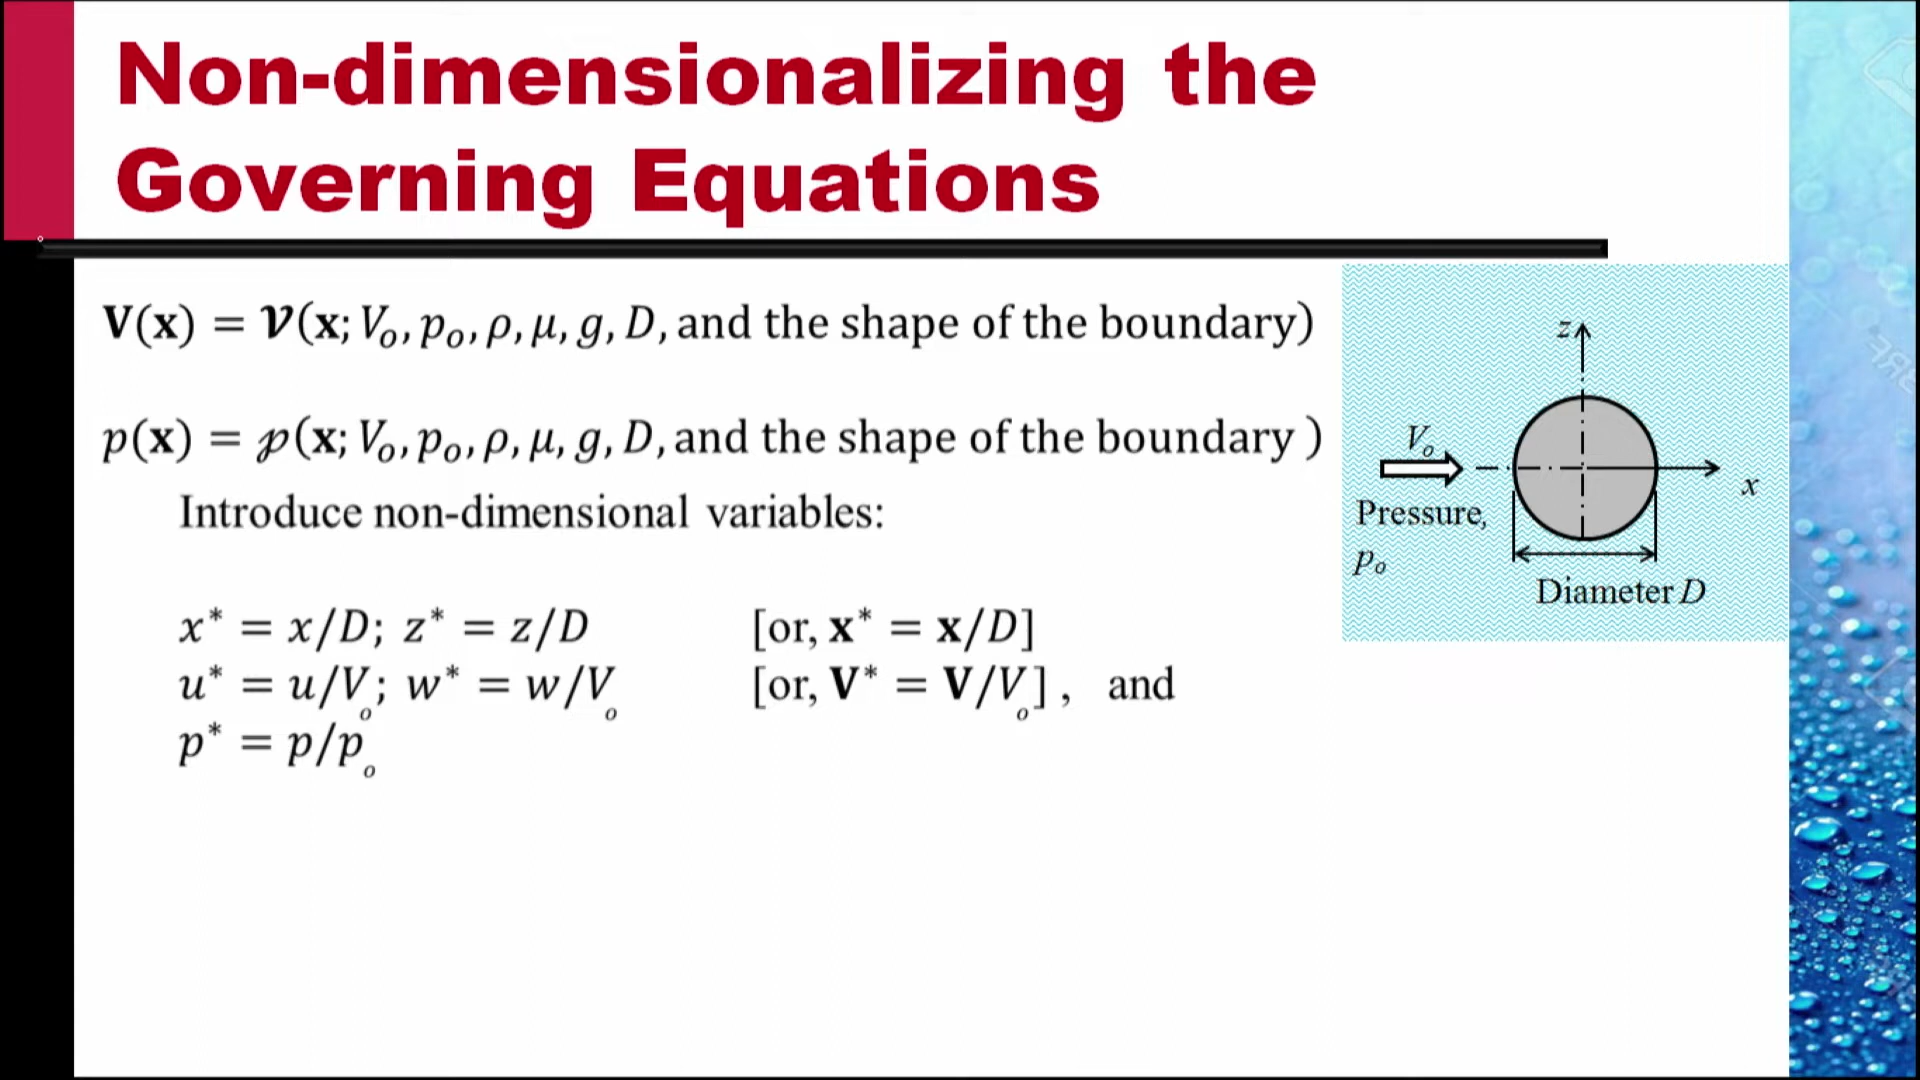 Non-dimensionalizing the
Governing Equations
𝐕(𝐱) = 𝓥(𝐱; Vₒ, pₒ, ρ, μ, g, D, and the shape of the boundary)
p(𝐱) = ℘(𝐱; Vₒ, pₒ, ρ, μ, g, D, and the shape of the boundary )
Introduce non-dimensional variables:
x* = x/D; z* = z/D [or, 𝐱* = 𝐱/D]
u* = u/Vₒ; w* = w/Vₒ [or, 𝐕* = 𝐕/Vₒ] , and
p* = p/pₒ
z
Vₒ
x
Pressure,
pₒ
Diameter D